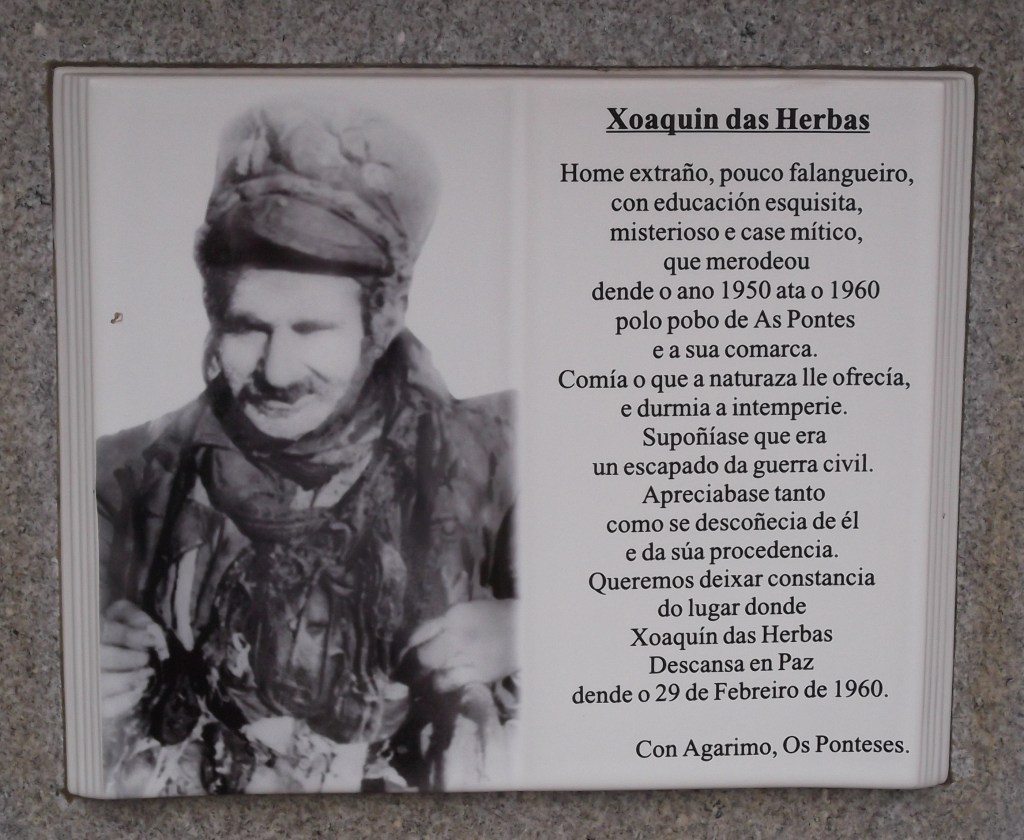 Xoaquin das Herbas
Home extraño, pouco falangueiro,
con educación esquisita,
misterioso e case mítico,
que merodeou
dende o ano 1950 ata o 1960
polo pobo de As Pontes
e a sua comarca.
Comía o que a naturaza lle ofrecía,
e durmia a intemperie.
Supoñíase que era
un escapado da guerra civil.
Apreciabase tanto
como se descoñecia de él
e da súa procedencia.
Queremos deixar constancia
do lugar donde
Xoaquín das Herbas
Descansa en Paz
dende o 29 de Febreiro de 1960.
Con Agarimo, Os Ponteses.